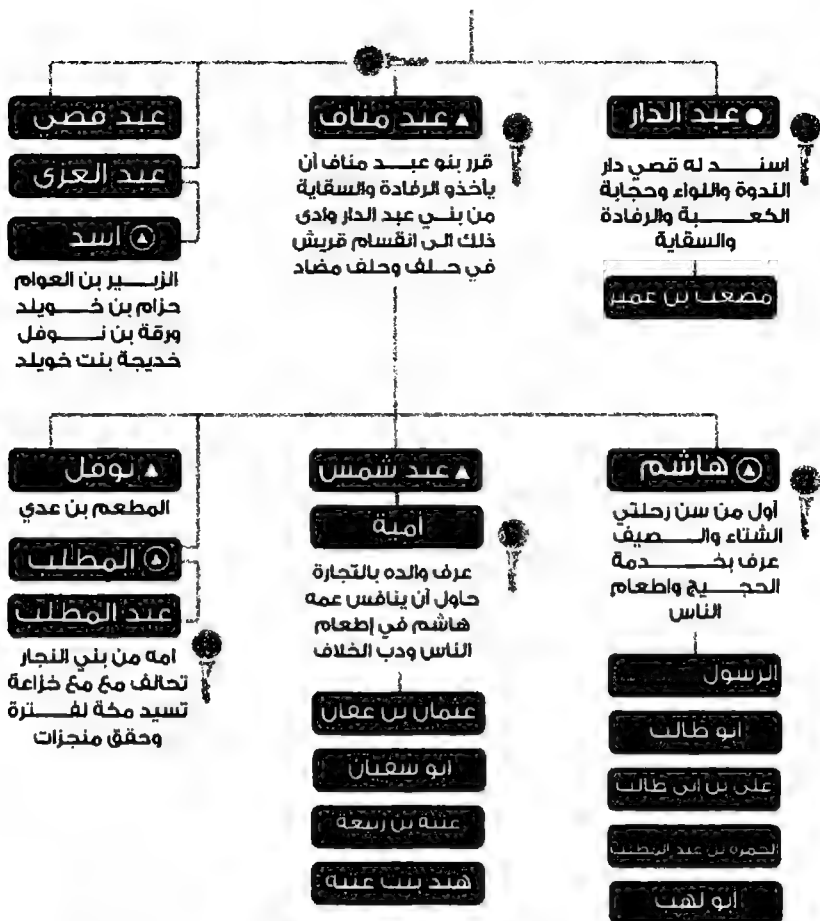 عبد الدار
اسند له قصي دار
الندوة واللواء وحجابة
الكعبة والرفادة
والسقاية
مصعب بن عمير
عبد مناف
قرر بنو عبد مناف أن
يأخذو الرفادة والسقاية
من بني عبد الدار وادى
ذلك الى انقسام قريش
في حلف وحلف مضاد
عبد قصي
عبد العزى
اسد
الزبير بن العوام
حزام بن خويلد
ورقة بن نوفل
خديجة بنت خويلد
هاشم
اول من سن رحلتي
الشتاء والصيف
عرف بخدمة
الحجيج واطعام
الناس
الرسول
ابو طالب
علي بن ابي طالب
الحمزة بن عبد المطلب
ابو لهب
عبد شمس
امية
عرف والده بالتجارة
حاول أن ينافس عمه
هاشم في إطعام
الناس ودب الخلاف
عثمان بن عفان
ابو سفيان
عتبة بن ربيعة
هند بنت عتبة
نوفل
المطعم بن عدي
المطلب
عبد المطلب
امه من بني النجار
تحالف مع مع خزاعة
تسيد مكة لفترة
وحقق منجزات